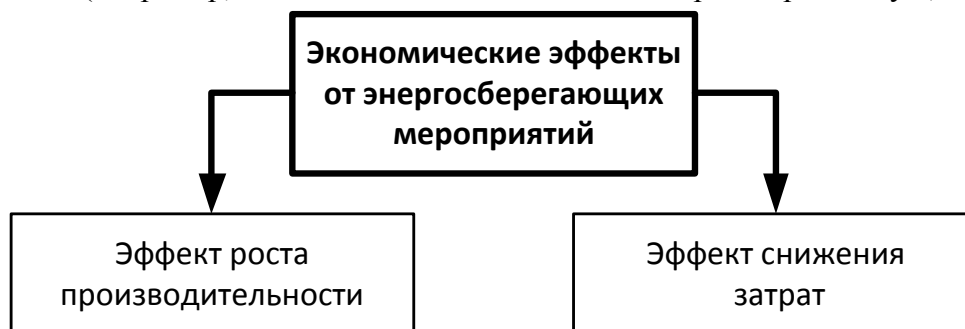 Экономические эффекты
от энергосберегающих
мероприятий
Эффект роста
производительности
Эффект снижения
затрат